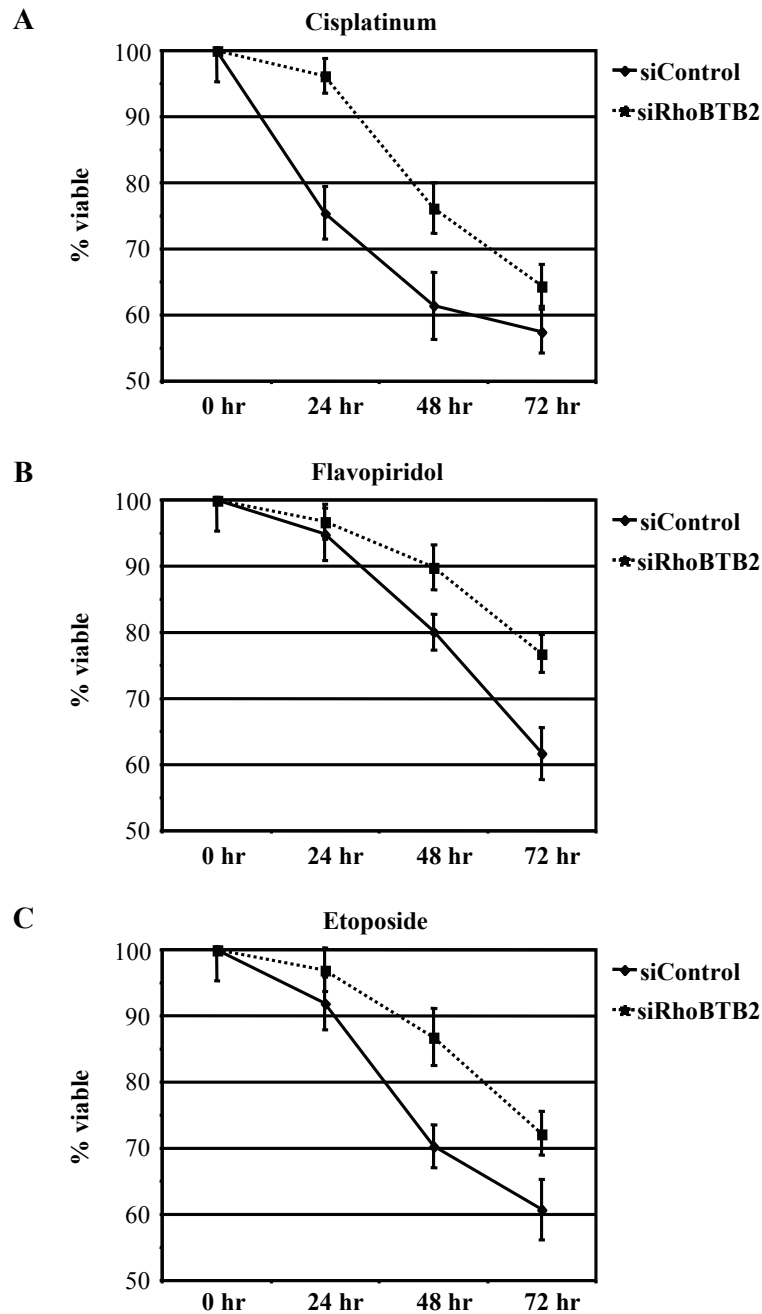 A
Cisplatinum
100
90
80
70
60
50
% viable
0 hr 24 hr 48 hr 72 hr
siControl
siRhoBTB2
B
Flavopiridol
100
90
80
70
60
50
% viable
0 hr 24 hr 48 hr 72 hr
siControl
siRhoBTB2
C
Etoposide
100
90
80
70
60
50
% viable
0 hr 24 hr 48 hr 72 hr
siControl
siRhoBTB2